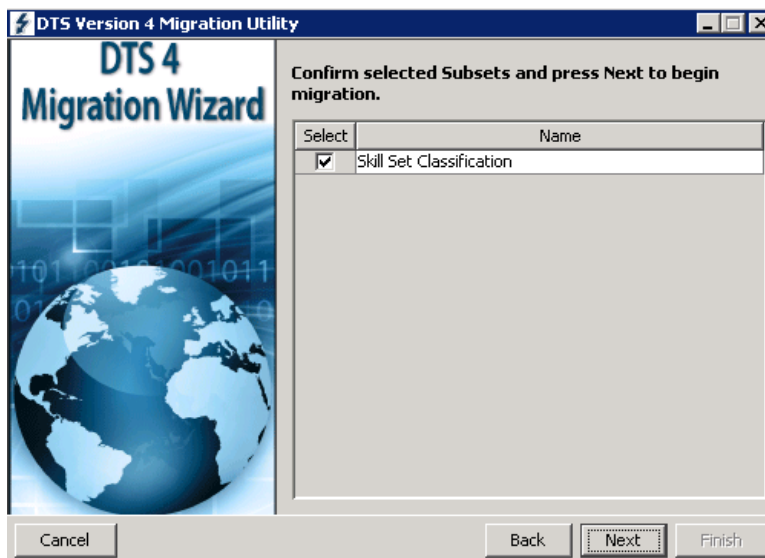 DTS Version 4 Migration Utility
DTS 4
Migration Wizard
Confirm selected Subsets and press Next to begin
migration.
Select Name
Skill Set Classification
Cancel Back Next Finish